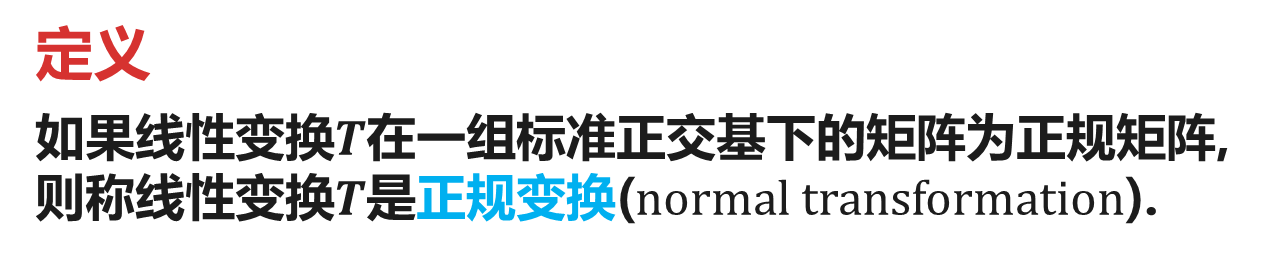 定义
如果线性变换T在一组标准正交基下的矩阵为正规矩阵,
则称线性变换T是正规变换(normal transformation).